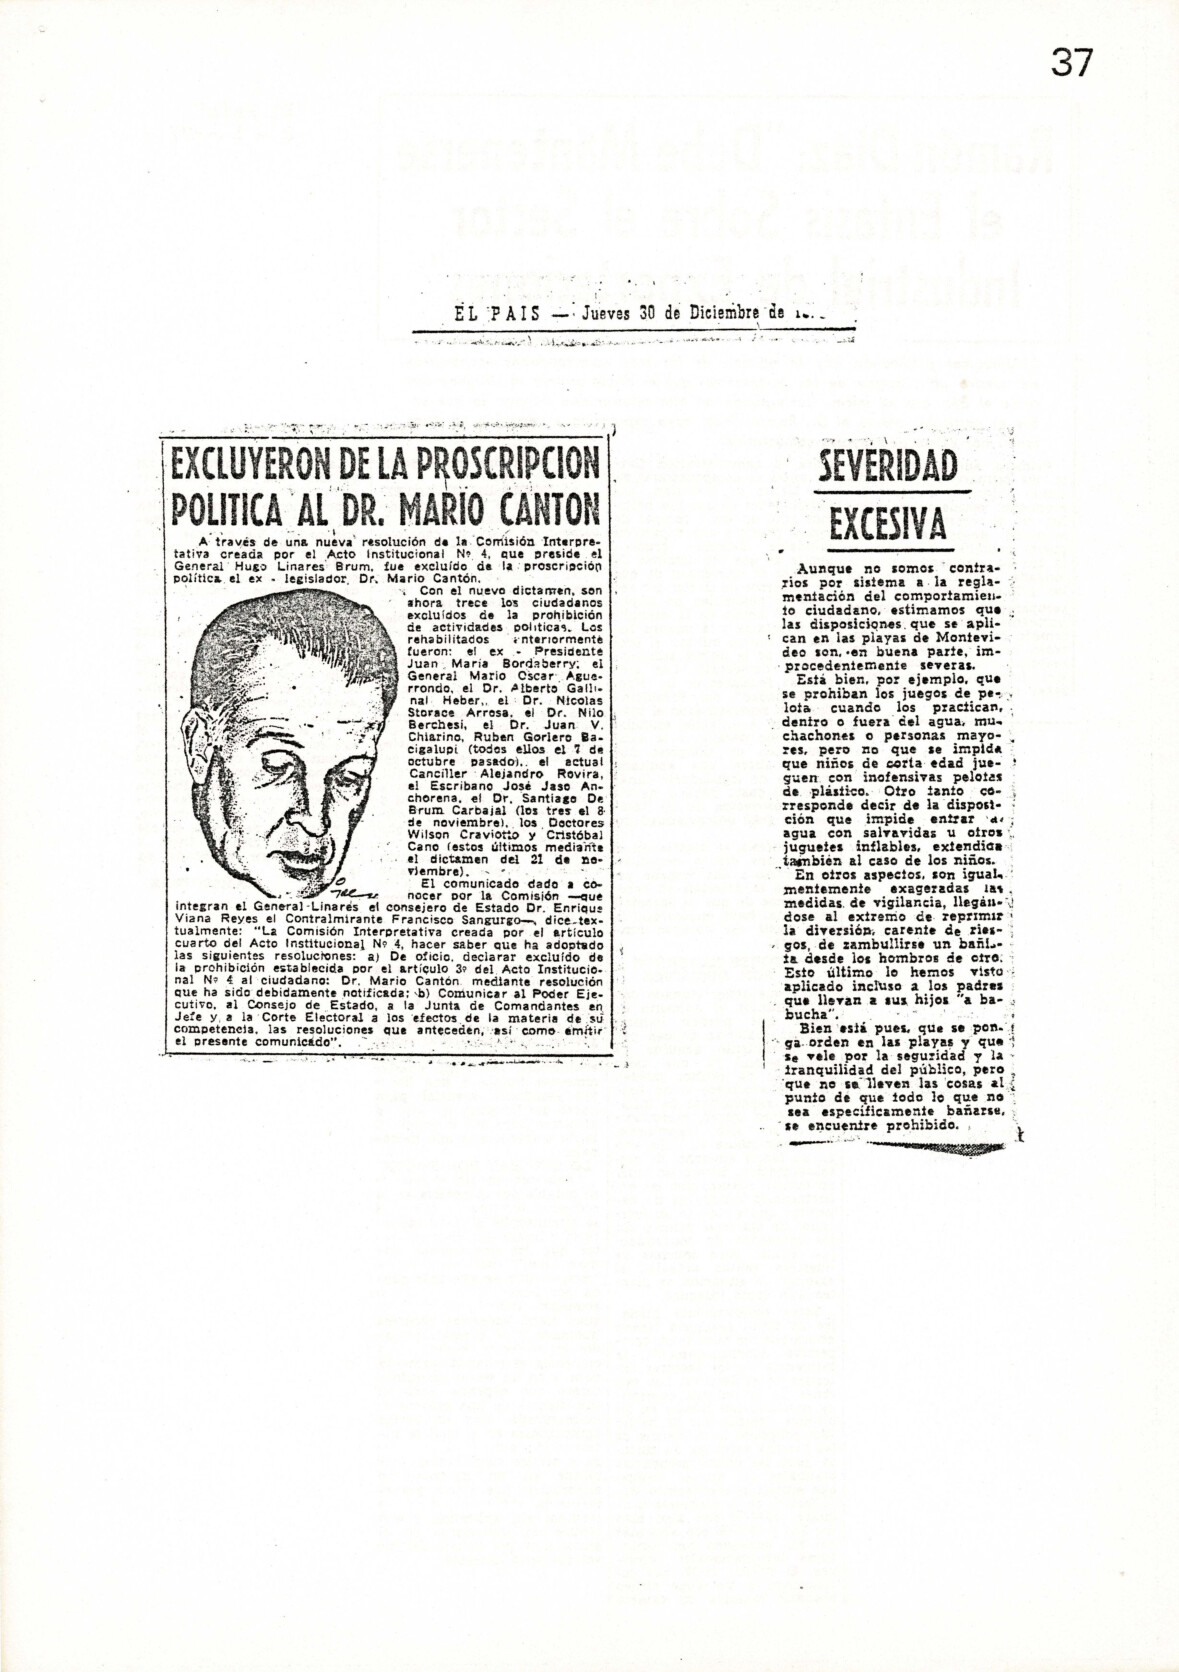 37
EL PAIS — Jueves 30 de Diciembre de
EXCLUYERON DE LA PROSCRIPCION
POLITICA AL DR. MARIO CANTON
A través de una nueva resolución de la Comisión Interpre-
tativa creada por el Acto Institucional Nº 4, que preside el
General Hugo Linares Brum, fue excluído de la proscripción
política el ex - legislador, Dr. Mario Cantón.
Con el nuevo dictamen, son
ahora trece los ciudadanos
excluídos de la prohibición
de actividades políticas. Los
rehabilitados anteriormente
fueron: el ex - Presidente
Juan María Bordaberry; el
General Mario Oscar Ague-
rrondo, el Dr. Alberto Galli-
nal Heber, el Dr. Nicolas
Storace Arrosa, el Dr. Nilo
Berchesi, el Dr. Juan V.
Chiarino, Ruben Gorlero Ba-
cigalupi (todos ellos el 7 de
octubre pasado), el actual
Canciller Alejandro Rovira,
el Escribano José Jaso An-
chorena, el Dr. Santiago De
Brum Carbajal (los tres el 8
de noviembre), los Doctores
Wilson Craviotto y Cristóbal
Cano (estos últimos mediante
el dictamen del 21 de no-
viembre).
El comunicado dado a co-
nocer por la Comisión —que
integran el General Linares el consejero de Estado Dr. Enrique
Viana Reyes el Contralmirante Francisco Sangurgo—, dice tex-
tualmente: "La Comisión Interpretativa creada por el artículo
cuarto del Acto Institucional Nº 4, hacer saber que ha adoptado
las siguientes resoluciones: a) De oficio, declarar excluído de
la prohibición establecida por el artículo 3º del Acto Institucio-
nal Nº 4 al ciudadano: Dr. Mario Cantón mediante resolución
que ha sido debidamente notificada; b) Comunicar al Poder Eje-
cutivo, al Consejo de Estado, a la Junta de Comandantes en
Jefe y a la Corte Electoral a los efectos de la materia de su
competencia, las resoluciones que anteceden, así como emitir
el presente comunicado".
SEVERIDAD
EXCESIVA
Aunque no somos contra-
rios por sistema a la regla-
mentación del comportamien-
to ciudadano, estimamos que
las disposiciones que se apli-
can en las playas de Montevi-
deo son, en buena parte, im-
procedentemente severas.
Está bien, por ejemplo, que
se prohiban los juegos de pe-
lota cuando los practican,
dentro o fuera del agua, mu-
chachones o personas mayo-
res, pero no que se impida
que niños de corta edad jue-
guen con inofensivas pelotas
de plástico. Otro tanto co-
rresponde decir de la disposi-
ción que impide entrar al
agua con salvavidas u otros
juguetes inflables, extendida
también al caso de los niños.
En otros aspectos, son igual-
mentemente exageradas las
medidas de vigilancia, llegán-
dose al extremo de reprimir
la diversión, carente de ries-
gos, de zambullirse un bañis-
ta desde los hombros de otro.
Esto último lo hemos visto
aplicado incluso a los padres
que llevan a sus hijos "a ba-
bucha".
Bien está pues, que se pon-
ga orden en las playas y que
se vele por la seguridad y la
tranquilidad del público, pero
que no se lleven las cosas al
punto de que todo lo que no
sea específicamente bañarse,
se encuentre prohibido.